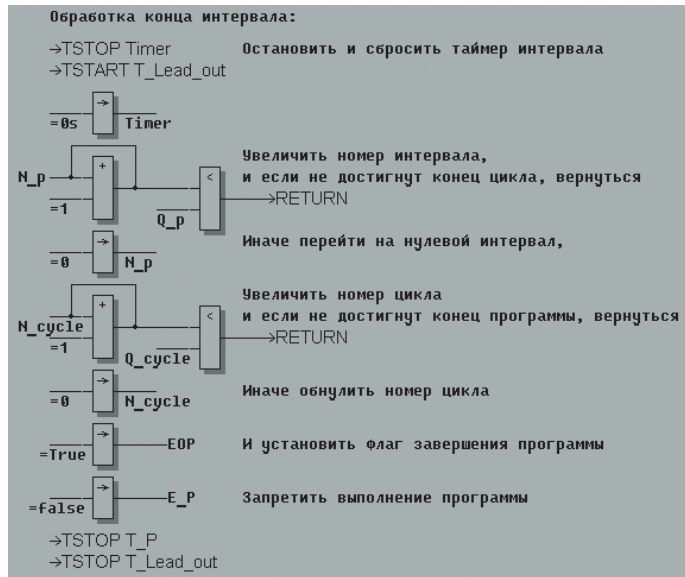 Обработка конца интервала:
→TSTOP Timer Остановить и сбросить таймер интервала
→TSTART T_Lead_out
→
=0s Timer
Увеличить номер интервала,
N_p + < и если не достигнут конец цикла, вернуться
→RETURN
=1 Q_p
→ Иначе перейти на нулевой интервал,
=0 N_p
Увеличить номер цикла
N_cycle + < и если не достигнут конец программы, вернуться
→RETURN
=1 Q_cycle
→ Иначе обнулить номер цикла
=0 N_cycle
→ EOP И установить флаг завершения программы
=True
→ E_P Запретить выполнение программы
=false
→TSTOP T_P
→TSTOP T_Lead_out